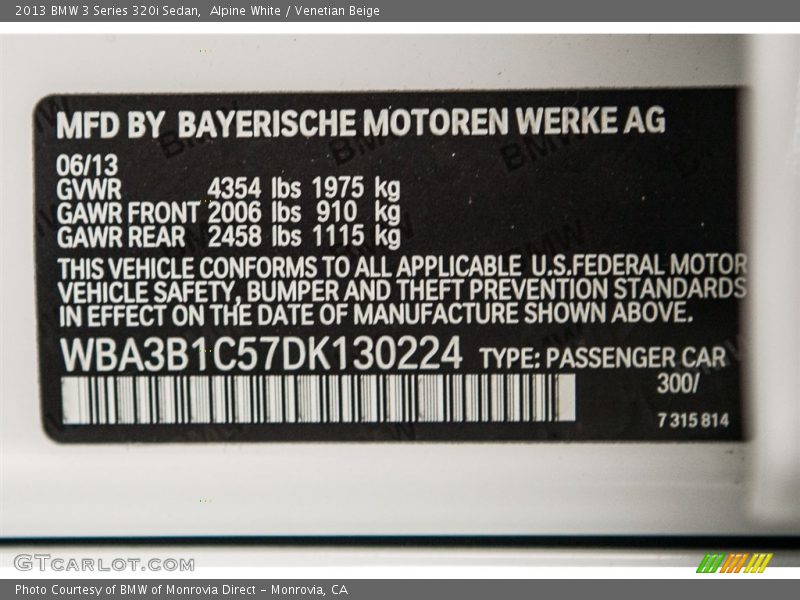 2013 BMW 3 Series 320i Sedan,  Alpine White / Venetian Beige
MFD BY BAYERISCHE MOTOREN WERKE AG
06/13
GVWR 4354 lbs 1975 kg
GAWR FRONT 2006 lbs 910 kg
GAWR REAR 2458 lbs 1115 kg
THIS VEHICLE CONFORMS TO ALL APPLICABLE U.S.FEDERAL MOTOR
VEHICLE SAFETY, BUMPER AND THEFT PREVENTION STANDARDS
IN EFFECT ON THE DATE OF MANUFACTURE SHOWN ABOVE.
WBA3B1C57DK130224 TYPE: PASSENGER CAR
300/
7 315 814
GTCARLOT.COM
Photo Courtesy of BMW of Monrovia Direct - Monrovia, CA